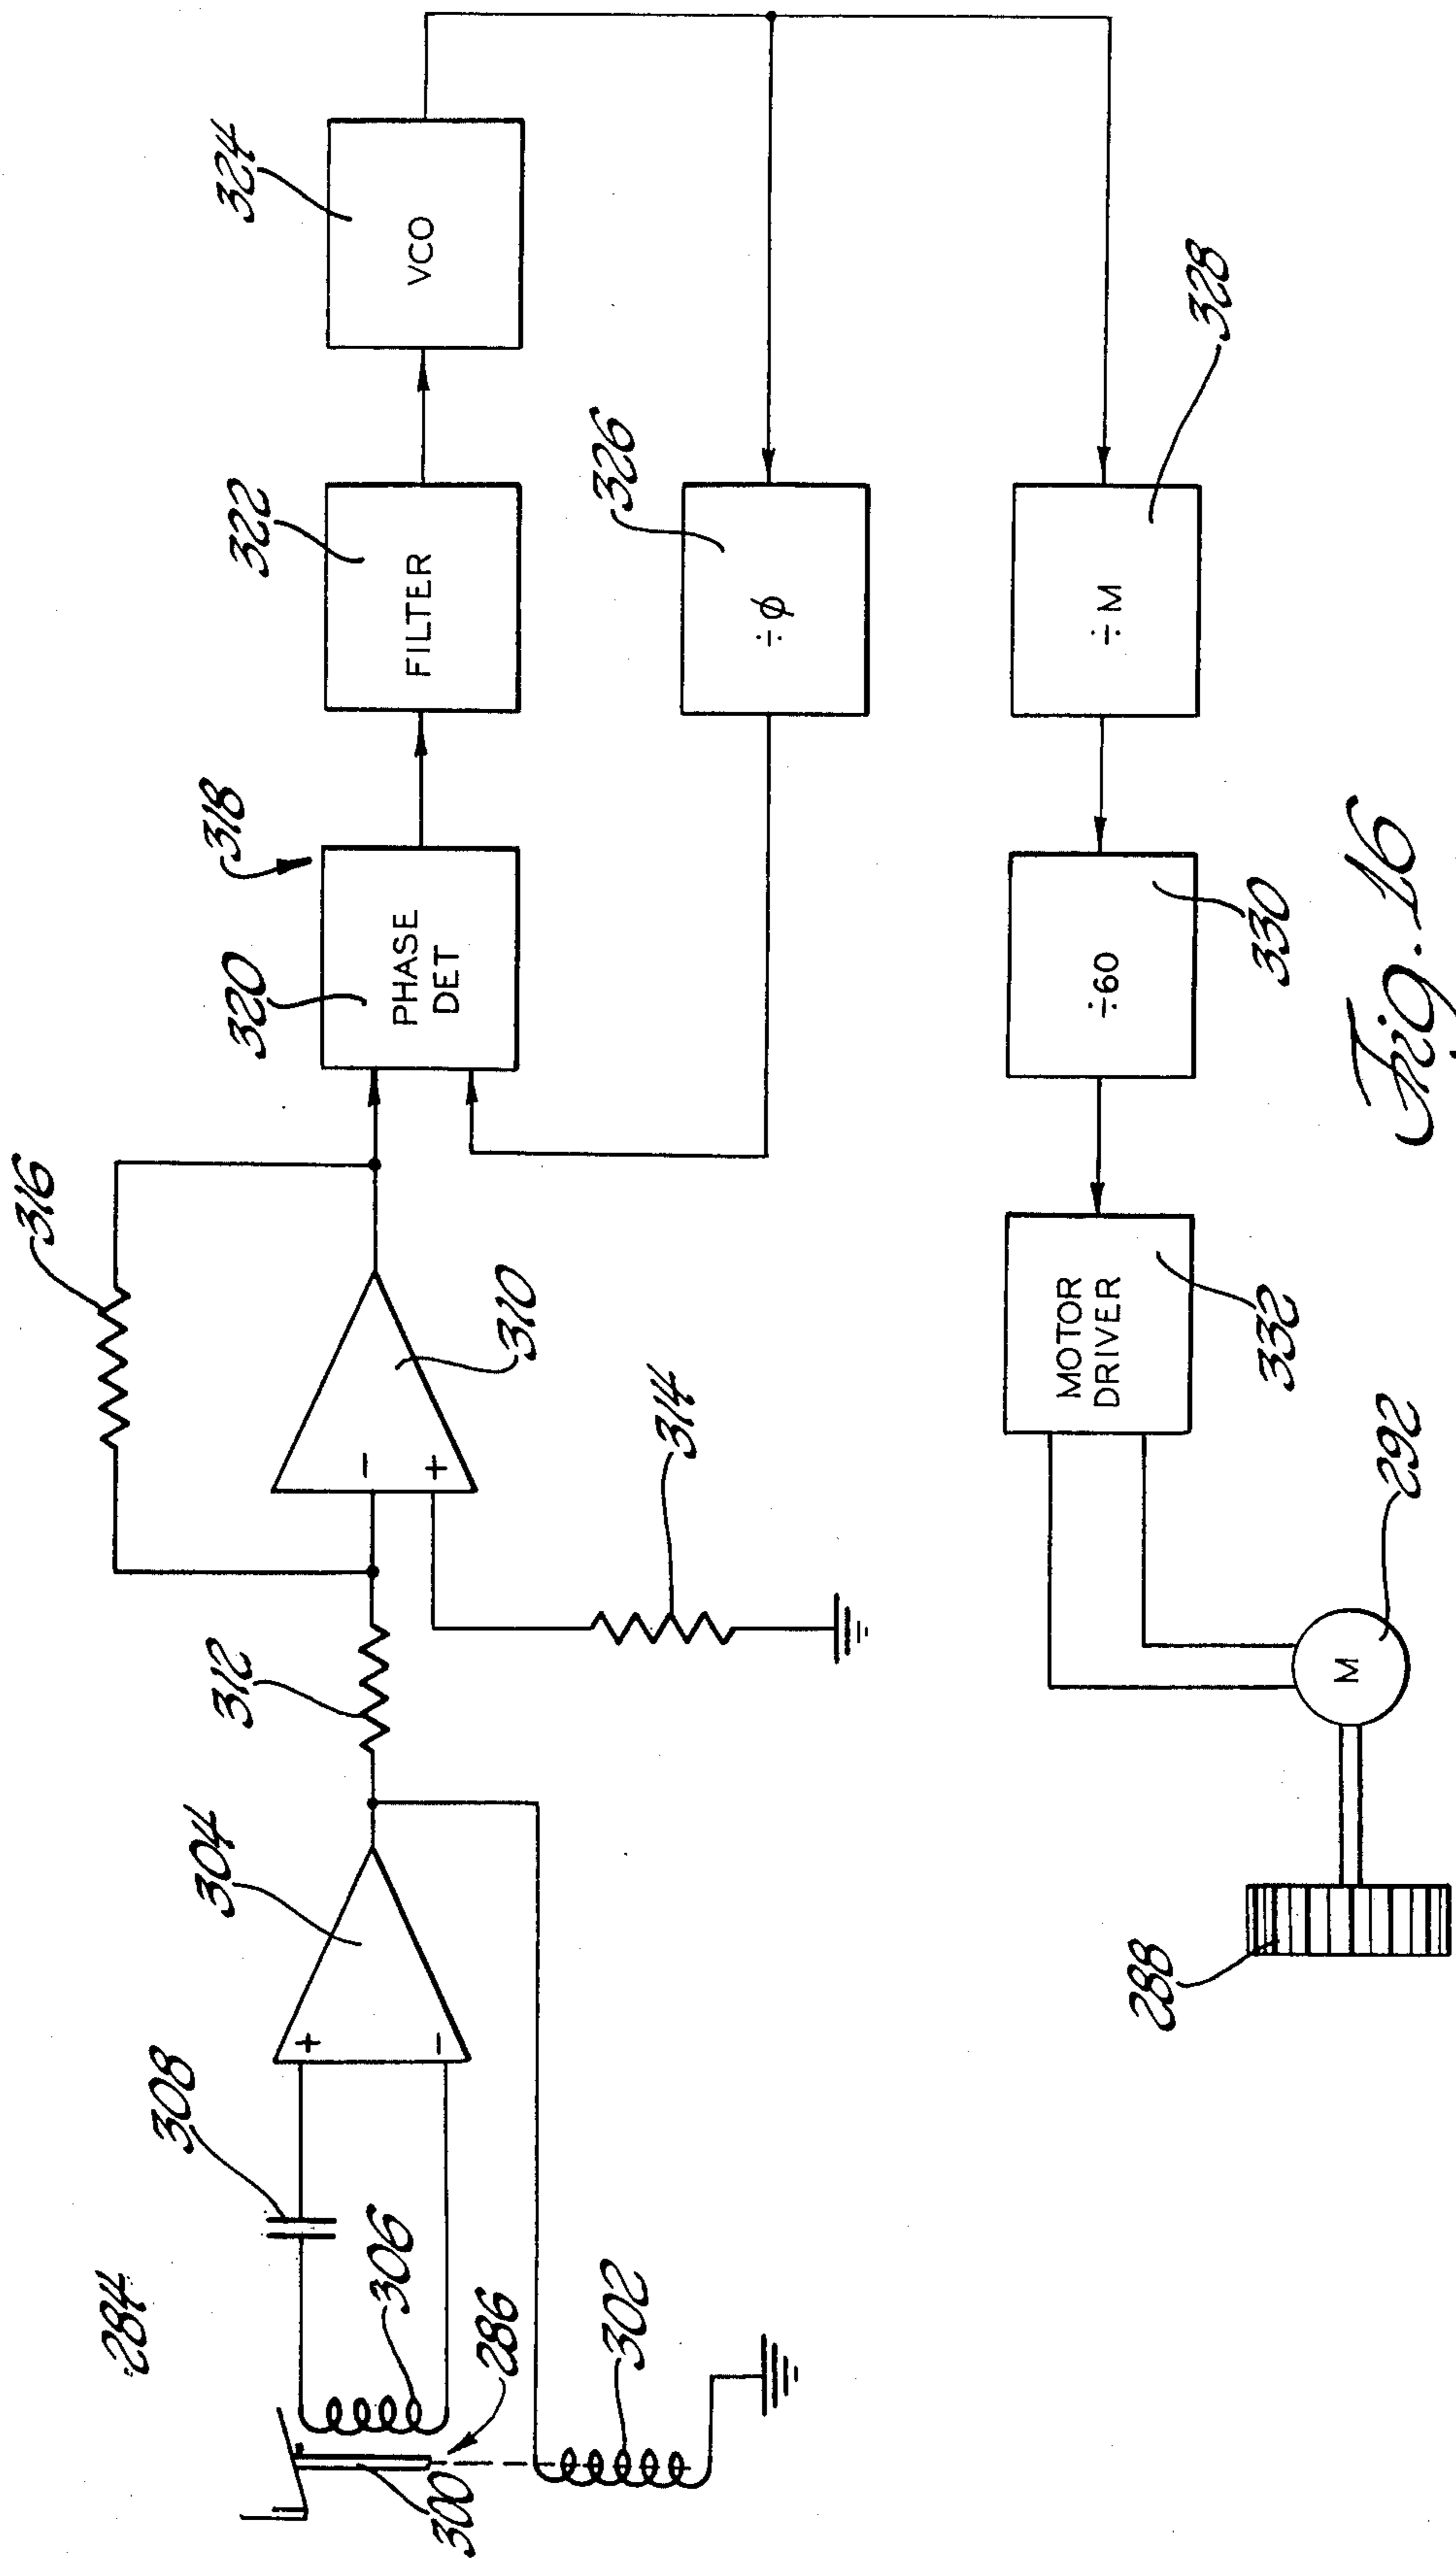 284
308
304
312
316
318
320
322
324
PHASE
DET
FILTER
VCO
+
−
−
+
306
286
300
302
310
314
326
÷ϕ
288
M
292
MOTOR
DRIVER
332
÷60
330
÷M
328
Fig. 16